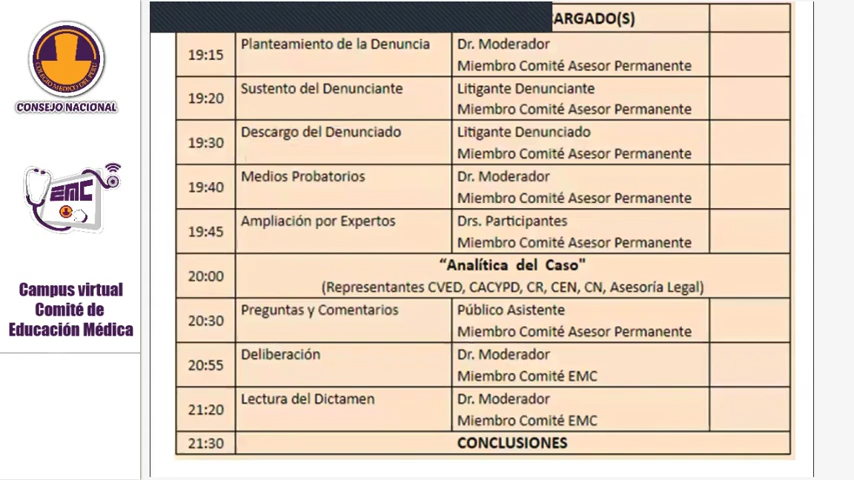 CARGADO(S)
COLEGIO MEDICO DEL PERU
CONSEJO NACIONAL
EMC
Campus virtual
Comité de
Educación Médica
19:15 Planteamiento de la Denuncia Dr. Moderador
Miembro Comité Asesor Permanente
19:20 Sustento del Denunciante Litigante Denunciante
Miembro Comité Asesor Permanente
19:30 Descargo del Denunciado Litigante Denunciado
Miembro Comité Asesor Permanente
19:40 Medios Probatorios Dr. Moderador
Miembro Comité Asesor Permanente
19:45 Ampliación por Expertos Drs. Participantes
Miembro Comité Asesor Permanente
20:00 “Analítica del Caso"
(Representantes CVED, CACYPD, CR, CEN, CN, Asesoría Legal)
20:30 Preguntas y Comentarios Público Asistente
Miembro Comité Asesor Permanente
20:55 Deliberación Dr. Moderador
Miembro Comité EMC
21:20 Lectura del Dictamen Dr. Moderador
Miembro Comité EMC
21:30 CONCLUSIONES